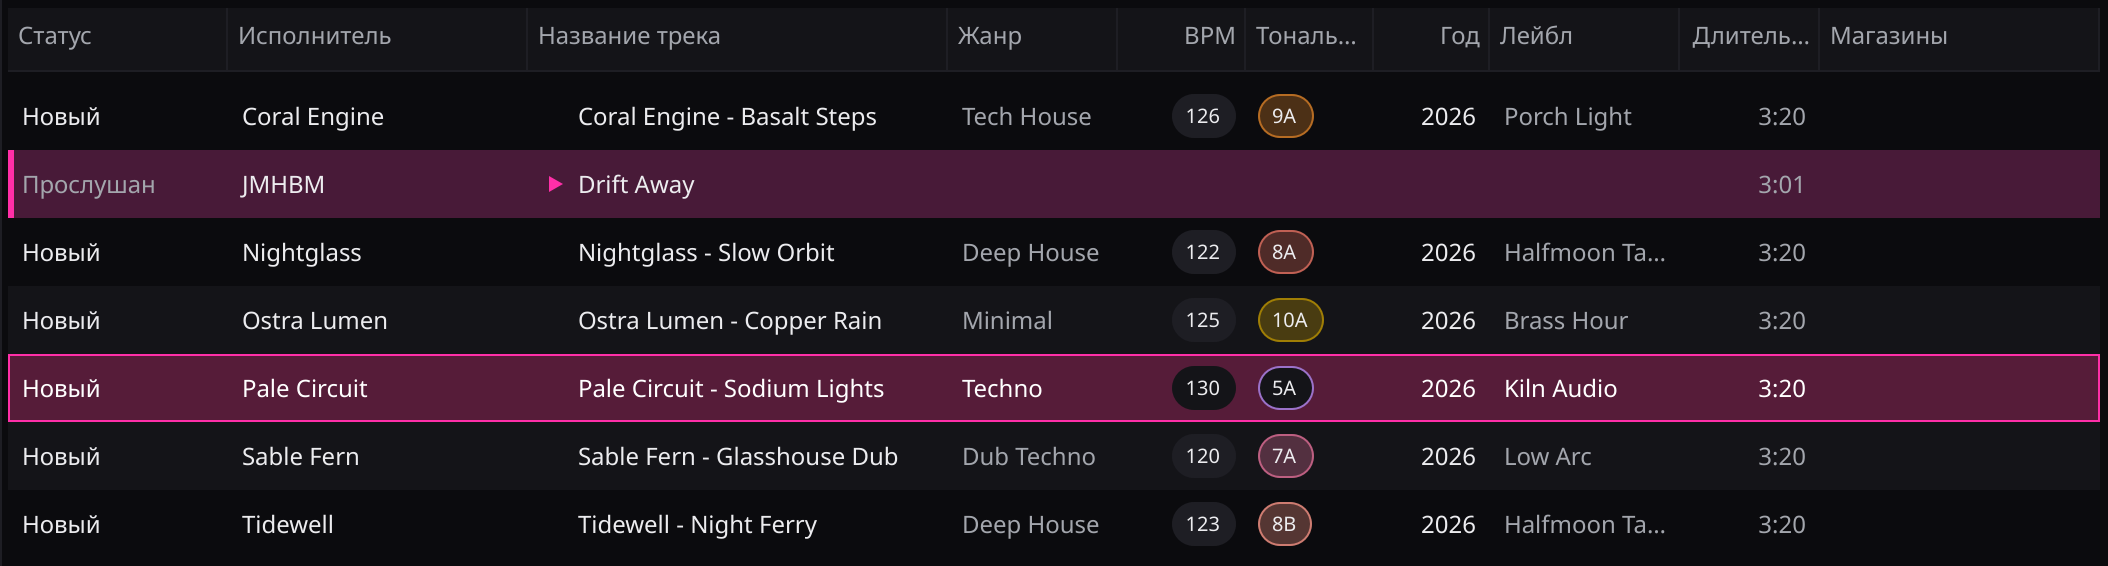 Статус Исполнитель Название трека Жанр BPM Тональ... Год Лейбл Длитель... Магазины
Новый Coral Engine Coral Engine - Basalt Steps Tech House 126 9A 2026 Porch Light 3:20
Прослушан JMHBM Drift Away 3:01
Новый Nightglass Nightglass - Slow Orbit Deep House 122 8A 2026 Halfmoon Ta... 3:20
Новый Ostra Lumen Ostra Lumen - Copper Rain Minimal 125 10A 2026 Brass Hour 3:20
Новый Pale Circuit Pale Circuit - Sodium Lights Techno 130 5A 2026 Kiln Audio 3:20
Новый Sable Fern Sable Fern - Glasshouse Dub Dub Techno 120 7A 2026 Low Arc 3:20
Новый Tidewell Tidewell - Night Ferry Deep House 123 8B 2026 Halfmoon Ta... 3:20